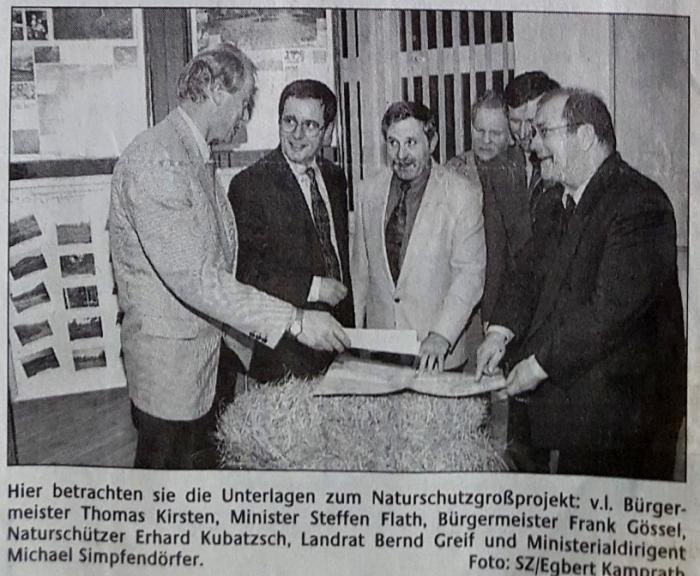 Hier betrachten sie die Unterlagen zum Naturschutzgroßprojekt: v.l. Bürger-
meister Thomas Kirsten, Minister Steffen Flath, Bürgermeister Frank Gössel,
Naturschützer Erhard Kubatzsch, Landrat Bernd Greif und Ministerialdirigent
Michael Simpfendörfer. Foto: SZ/Egbert Kamprath